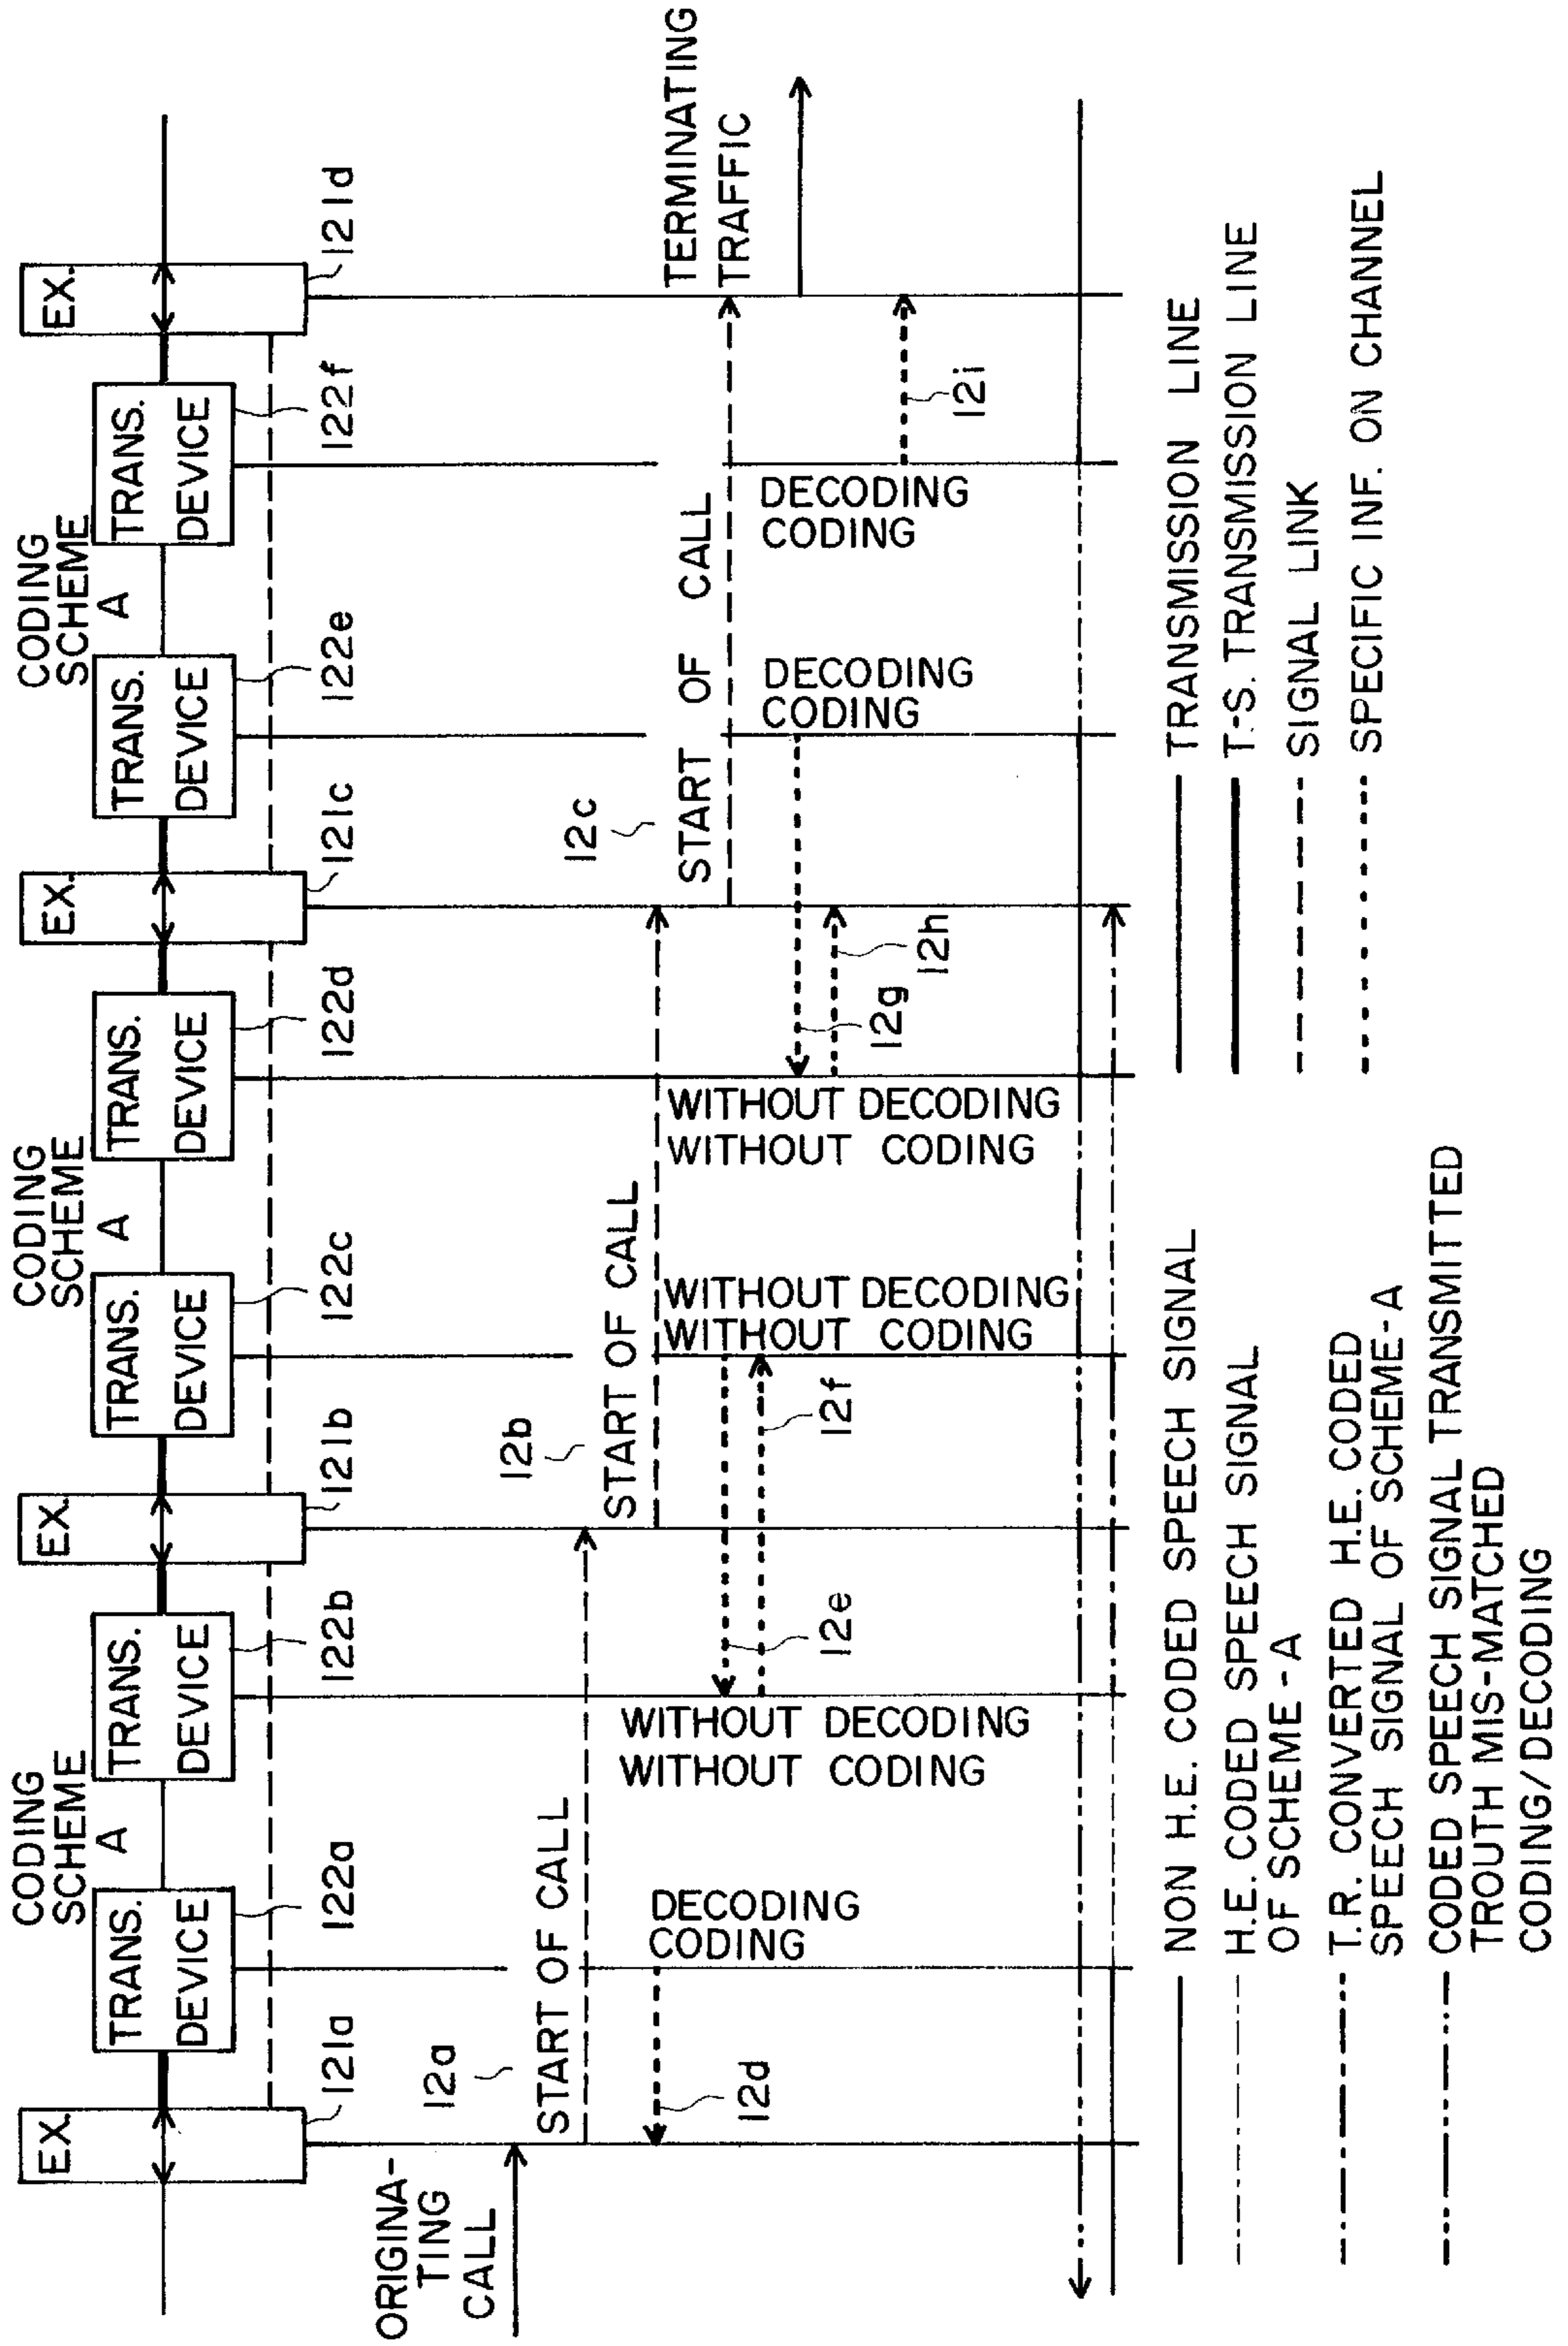 EX.
121a
CODING
SCHEME
A
TRANS.
DEVICE
122a
TRANS.
DEVICE
122b
EX.
121b
CODING
SCHEME
A
TRANS.
DEVICE
122c
TRANS.
DEVICE
122d
EX.
121c
CODING
SCHEME
A
TRANS.
DEVICE
122e
TRANS.
DEVICE
122f
EX.
121d
ORIGINA-
TING
CALL
12a
START OF CALL
12b
START OF CALL
12c
START OF CALL
TERMINATING
TRAFFIC
DECODING
CODING
12d
WITHOUT DECODING
WITHOUT CODING
12e
12f
WITHOUT DECODING
WITHOUT CODING
WITHOUT DECODING
WITHOUT CODING
12g
12h
DECODING
CODING
DECODING
CODING
12i
NON H.E. CODED SPEECH SIGNAL
H.E. CODED SPEECH SIGNAL
OF SCHEME-A
T.R. CONVERTED H.E. CODED
SPEECH SIGNAL OF SCHEME-A
CODED SPEECH SIGNAL TRANSMITTED
TROUTH MIS-MATCHED
CODING/DECODING
TRANSMISSION LINE
T.-S. TRANSMISSION LINE
SIGNAL LINK
SPECIFIC INF. ON CHANNEL